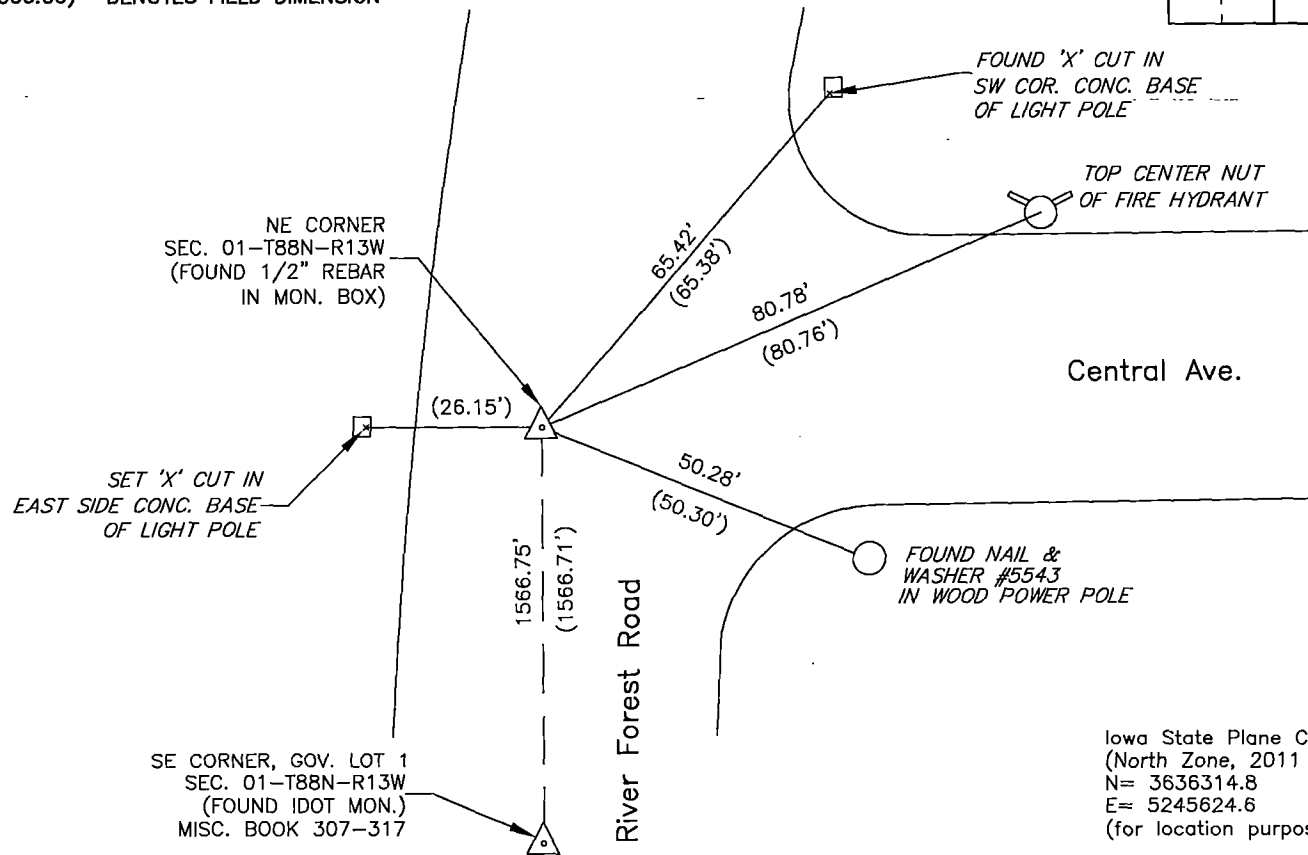 DENOTES FIELD DIMENSION
FOUND 'X' CUT IN
SW COR. CONC. BASE
OF LIGHT POLE
TOP CENTER NUT
OF FIRE HYDRANT
NE CORNER
SEC. 01-T88N-R13W
(FOUND 1/2" REBAR
IN MON. BOX)
65.42'
(65.38')
80.78'
(80.76')
Central Ave.
(26.15')
SET 'X' CUT IN
EAST SIDE CONC. BASE
OF LIGHT POLE
50.28'
(50.30')
FOUND NAIL &
WASHER #5543
IN WOOD POWER POLE
1566.75'
(1566.71')
River Forest Road
SE CORNER, GOV. LOT 1
SEC. 01-T88N-R13W
(FOUND IDOT MON.)
MISC. BOOK 307-317
Iowa State Plane C
(North Zone, 2011
N= 3636314.8
E= 5245624.6
(for location purpos